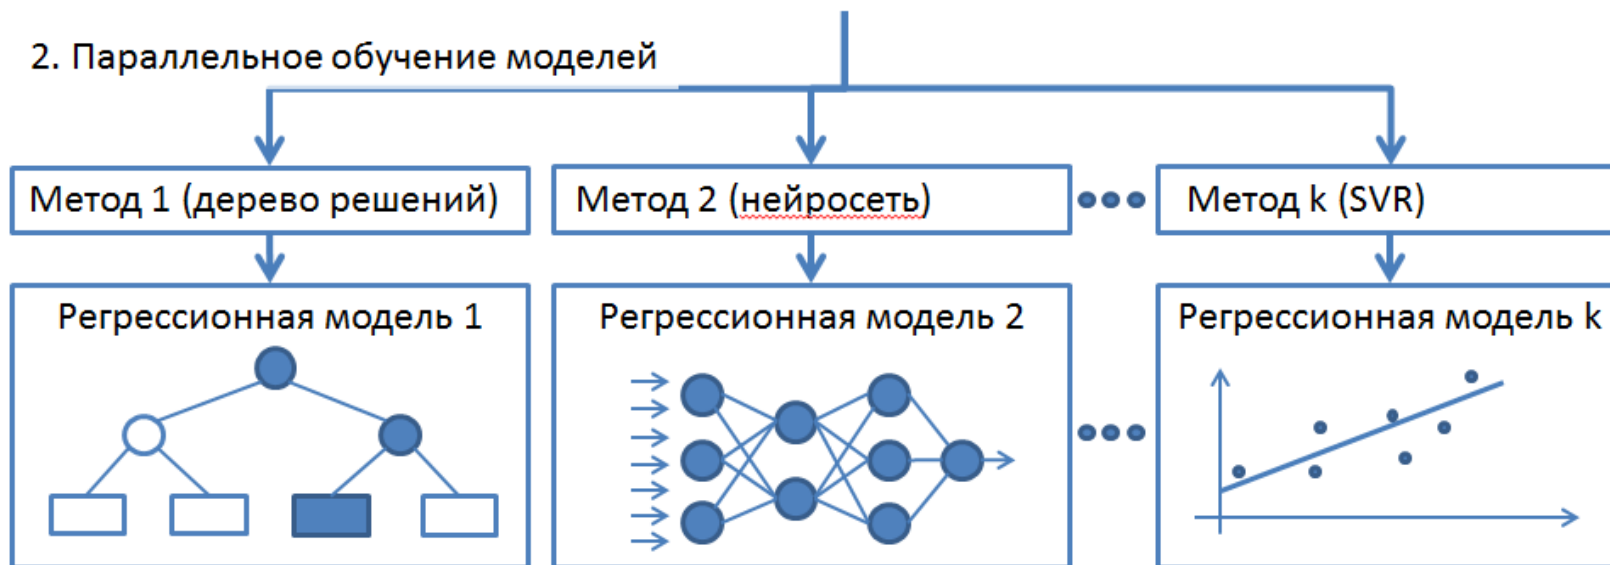 2. Параллельное обучение моделей
Метод 1 (дерево решений)
Метод 2 (нейросеть)
Метод k (SVR)
Регрессионная модель 1
Регрессионная модель 2
Регрессионная модель k